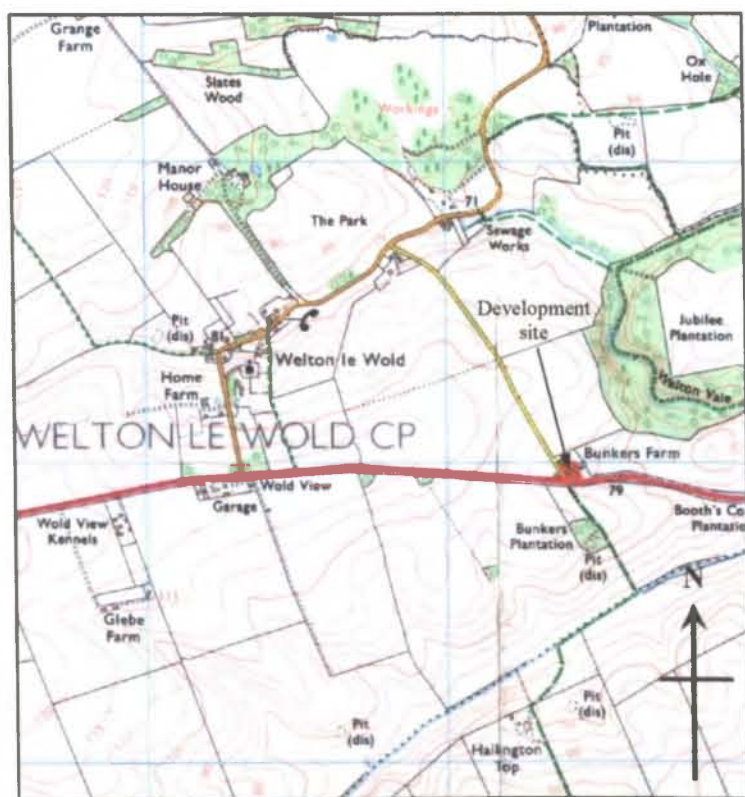 Grange
Farm
Plantation
Ox
Hole
Slates
Wood
Workings
Pit
(dis)
Manor
House
71
The Park
Sewage
Works
Development
site
Pit
(dis)
81
Jubilee
Plantation
Welton le Wold
Welton Vale
Home
Farm
WELTON LE WOLD CP
Bunkers Farm
Wold View
Garage
79
Wold View
Kennels
Bunkers
Plantation
Booth's Co
Plantatio
Pit
(dis)
N
Glebe
Farm
113
Pit
(dis)
Pit
(dis)
Hallington
Top